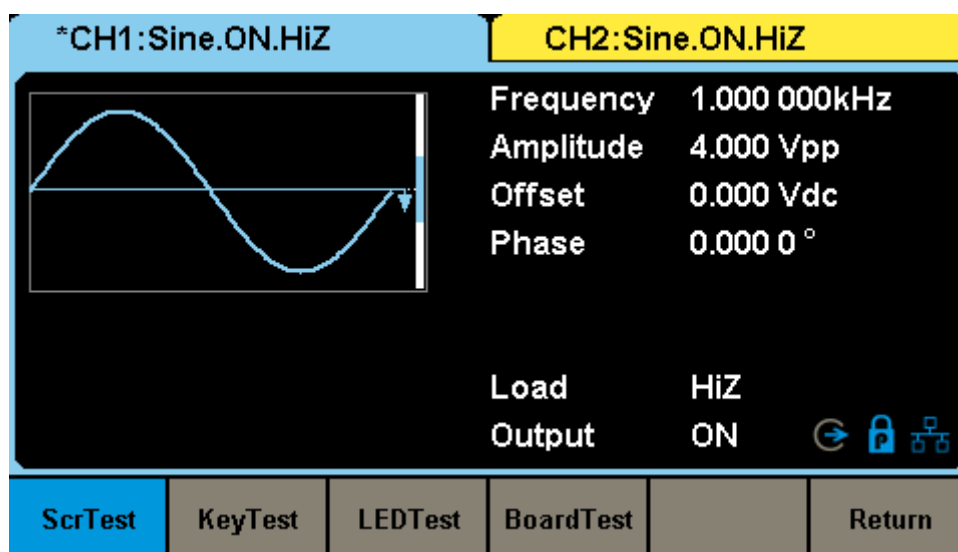 *CH1:Sine.ON.HiZ CH2:Sine.ON.HiZ
Frequency 1.000 000kHz
Amplitude 4.000 Vpp
Offset 0.000 Vdc
Phase 0.000 0 °
Load HiZ
Output ON P
ScrTest KeyTest LEDTest BoardTest Return